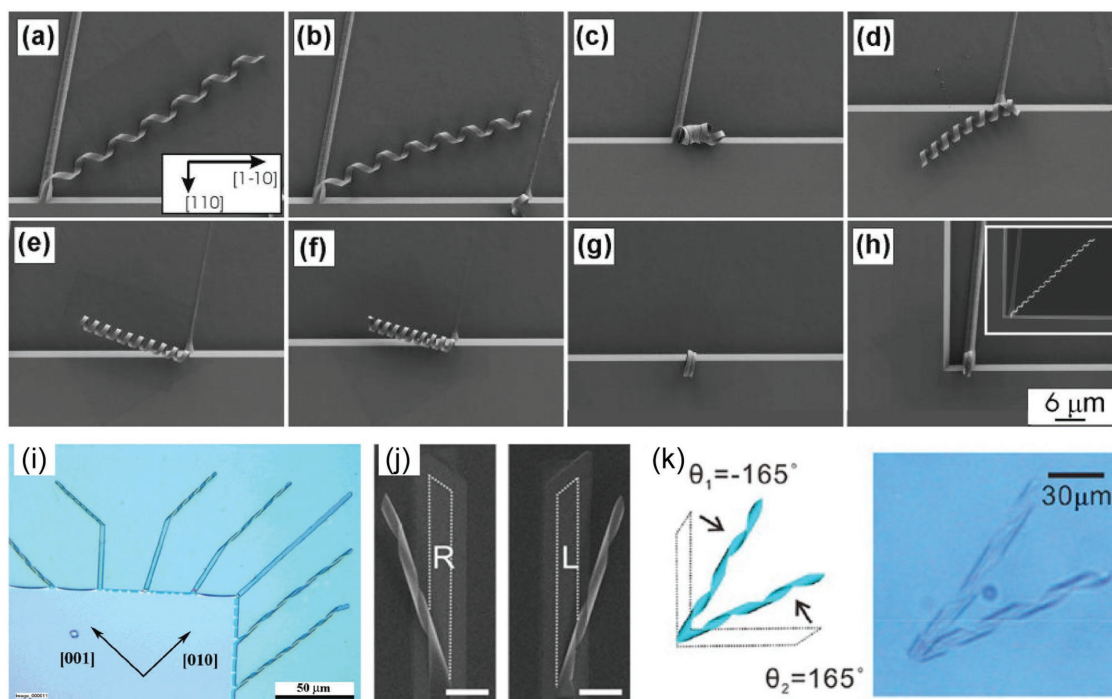 (a)
[1-10]
[110]
(b)
(c)
(d)
(e)
(f)
(g)
(h)
6 μm
(i)
[001]
[010]
50 μm
(j)
R
L
(k)
θ₁=-165°
θ₂=165°
30μm